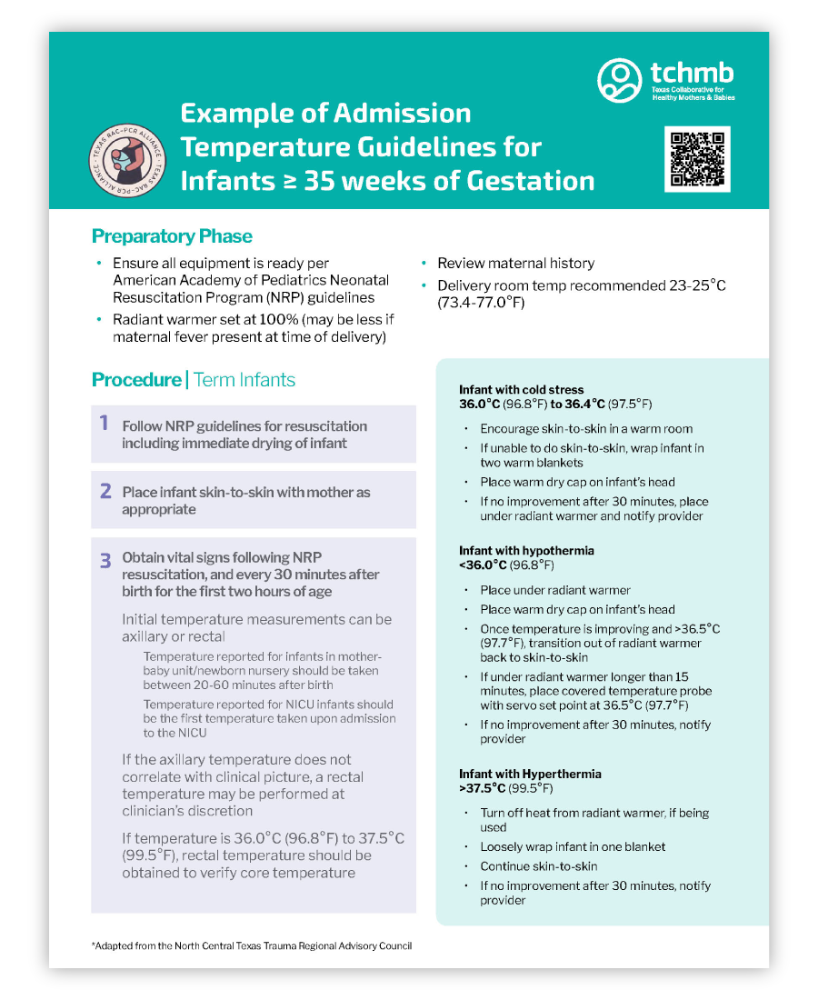 tchmb
Texas Collaborative for
Healthy Mothers & Babies
Example of Admission
Temperature Guidelines for
Infants ≥ 35 weeks of Gestation
TEXAS RAC-PCR ALLIANCE · TEXAS RAC-PCR ALLIANCE ·
Preparatory Phase
• Ensure all equipment is ready per
American Academy of Pediatrics Neonatal
Resuscitation Program (NRP) guidelines
• Radiant warmer set at 100% (may be less if
maternal fever present at time of delivery)
• Review maternal history
• Delivery room temp recommended 23-25°C
(73.4-77.0°F)
Procedure | Term Infants
1 Follow NRP guidelines for resuscitation
including immediate drying of infant
2 Place infant skin-to-skin with mother as
appropriate
3 Obtain vital signs following NRP
resuscitation, and every 30 minutes after
birth for the first two hours of age
Initial temperature measurements can be
axillary or rectal
Temperature reported for infants in mother-
baby unit/newborn nursery should be taken
between 20-60 minutes after birth
Temperature reported for NICU infants should
be the first temperature taken upon admission
to the NICU
If the axillary temperature does not
correlate with clinical picture, a rectal
temperature may be performed at
clinician's discretion
If temperature is 36.0°C (96.8°F) to 37.5°C
(99.5°F), rectal temperature should be
obtained to verify core temperature
Infant with cold stress
36.0°C (96.8°F) to 36.4°C (97.5°F)
• Encourage skin-to-skin in a warm room
• If unable to do skin-to-skin, wrap infant in
two warm blankets
• Place warm dry cap on infant's head
• If no improvement after 30 minutes, place
under radiant warmer and notify provider
Infant with hypothermia
<36.0°C (96.8°F)
• Place under radiant warmer
• Place warm dry cap on infant's head
• Once temperature is improving and >36.5°C
(97.7°F), transition out of radiant warmer
back to skin-to-skin
• If under radiant warmer longer than 15
minutes, place covered temperature probe
with servo set point at 36.5°C (97.7°F)
• If no improvement after 30 minutes, notify
provider
Infant with Hyperthermia
>37.5°C (99.5°F)
• Turn off heat from radiant warmer, if being
used
• Loosely wrap infant in one blanket
• Continue skin-to-skin
• If no improvement after 30 minutes, notify
provider
*Adapted from the North Central Texas Trauma Regional Advisory Council